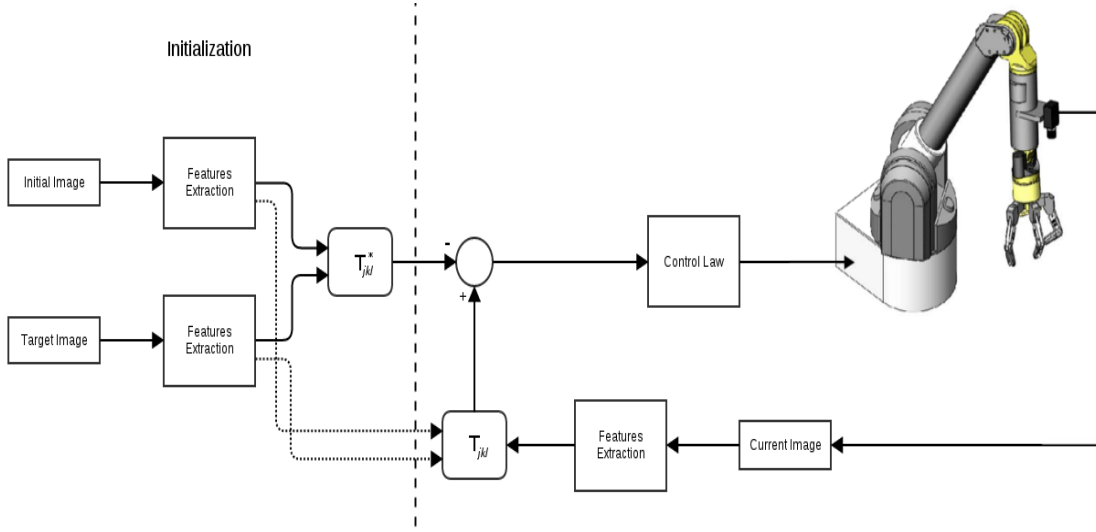 Initialization
Initial Image
Features
Extraction
T*jkl
-
+
Control Law
Target Image
Features
Extraction
Tjkl
Features
Extraction
Current Image